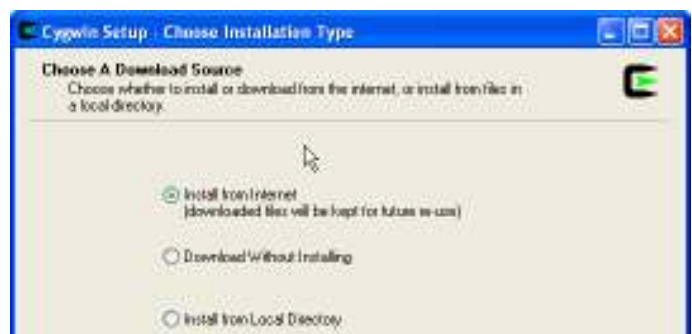 Cygwin Setup - Choose Installation Type
Choose A Download Source
Choose whether to install or download from the internet, or install from files in
a local directory.
Install from Internet
(downloaded files will be kept for future re-use)
Download Without Installing
Install from Local Directory